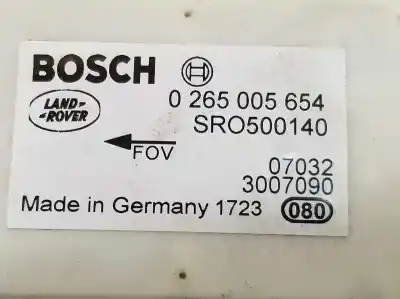 BOSCH
LAND-
-ROVER
0 265 005 654
SRO500140
FOV
07032
3007090
Made in Germany 1723 080